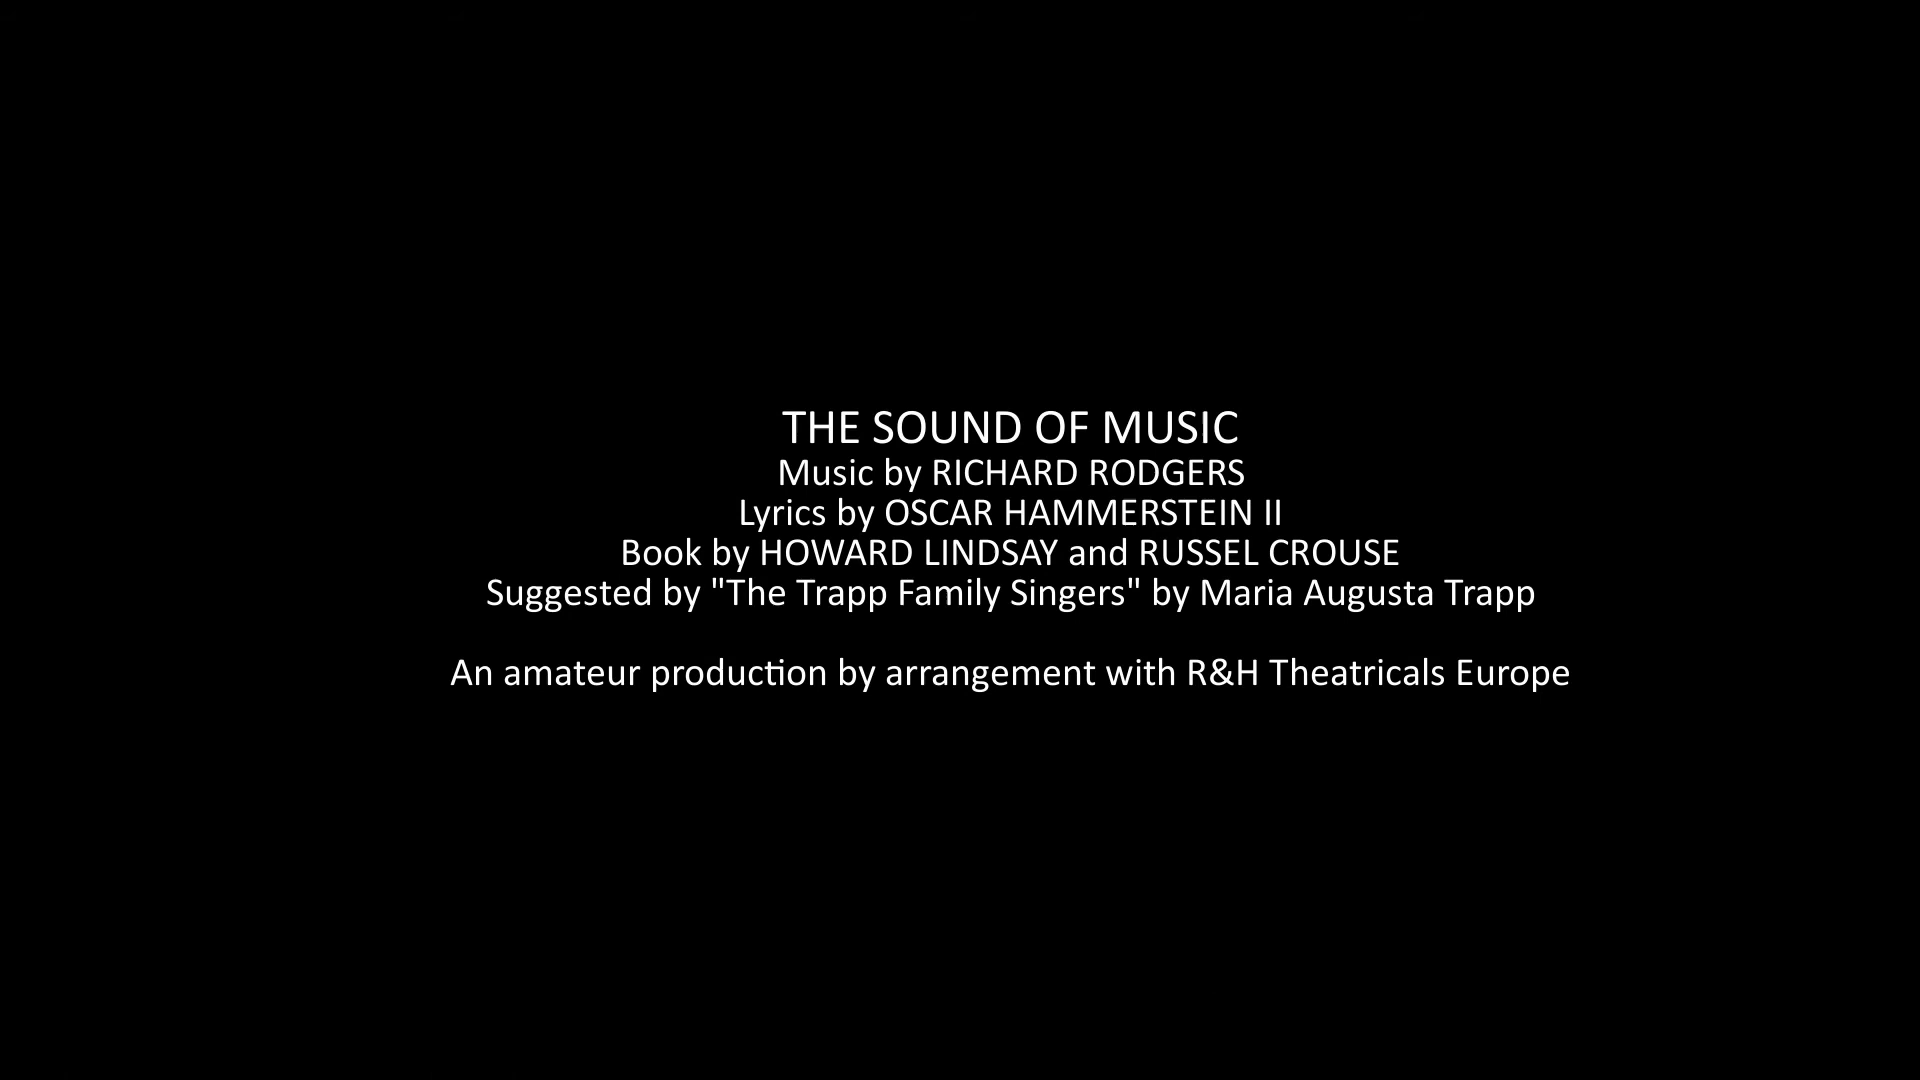 THE SOUND OF MUSIC
Music by RICHARD RODGERS
Lyrics by OSCAR HAMMERSTEIN II
Book by HOWARD LINDSAY and RUSSEL CROUSE
Suggested by "The Trapp Family Singers" by Maria Augusta Trapp
An amateur production by arrangement with R&H Theatricals Europe